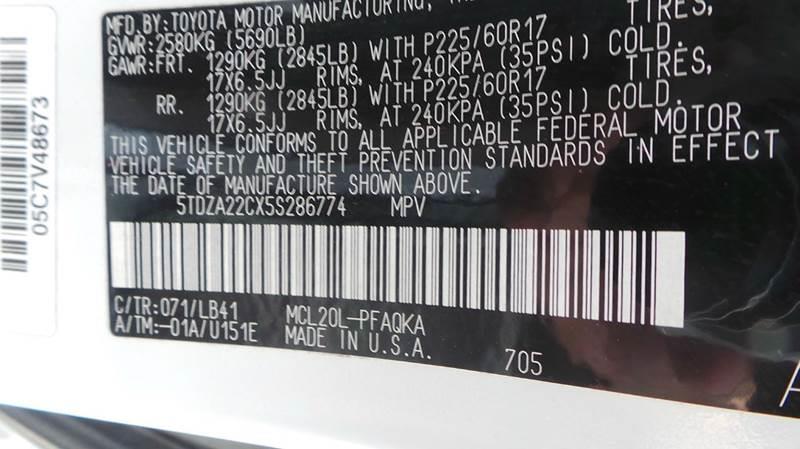 MFD. BY: TOYOTA MOTOR MANUFACTURING,
GVWR: 2580KG (5690LB)
GAWR: FRT. 1290KG (2845LB) WITH P225/60R17 TIRES,
17X6.5JJ RIMS, AT 240KPA (35PSI) COLD.
RR. 1290KG (2845LB) WITH P225/60R17 TIRES,
17X6.5JJ RIMS, AT 240KPA (35PSI) COLD.
THIS VEHICLE CONFORMS TO ALL APPLICABLE FEDERAL MOTOR
VEHICLE SAFETY AND THEFT PREVENTION STANDARDS IN EFFECT
THE DATE OF MANUFACTURE SHOWN ABOVE.
5TDZA22CX5S286774 MPV
C/TR: 071/LB41 MCL20L-PFAQKA
A/TM: -01A/U151E MADE IN U.S.A.
705
05C7V48673